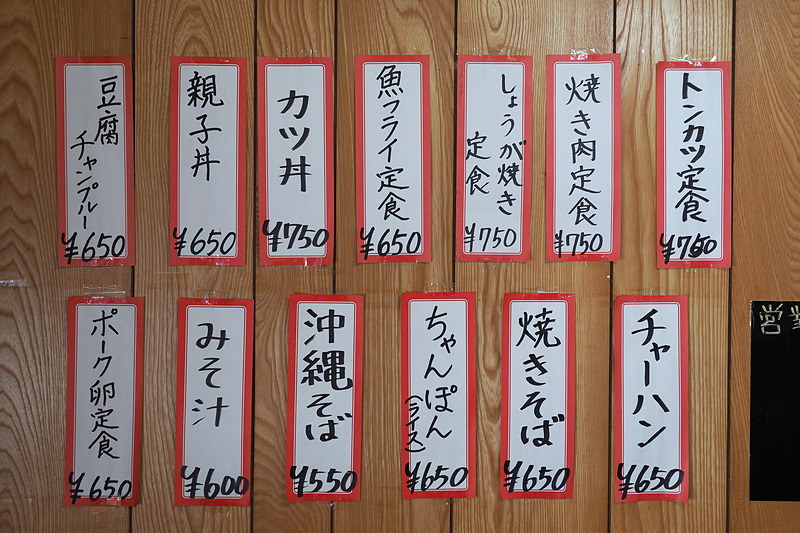 トンカツ定食
¥750
焼き肉定食
¥750
しょうが焼き
定食
¥750
魚フライ定食
¥650
カツ丼
¥750
親子丼
¥650
豆腐
チャンプルー
¥650
チャーハン
¥650
焼きそば
¥650
ちゃんぽん
(ライス)
¥650
沖縄そば
¥550
みそ汁
¥600
ポーク卵定食
¥650
営業